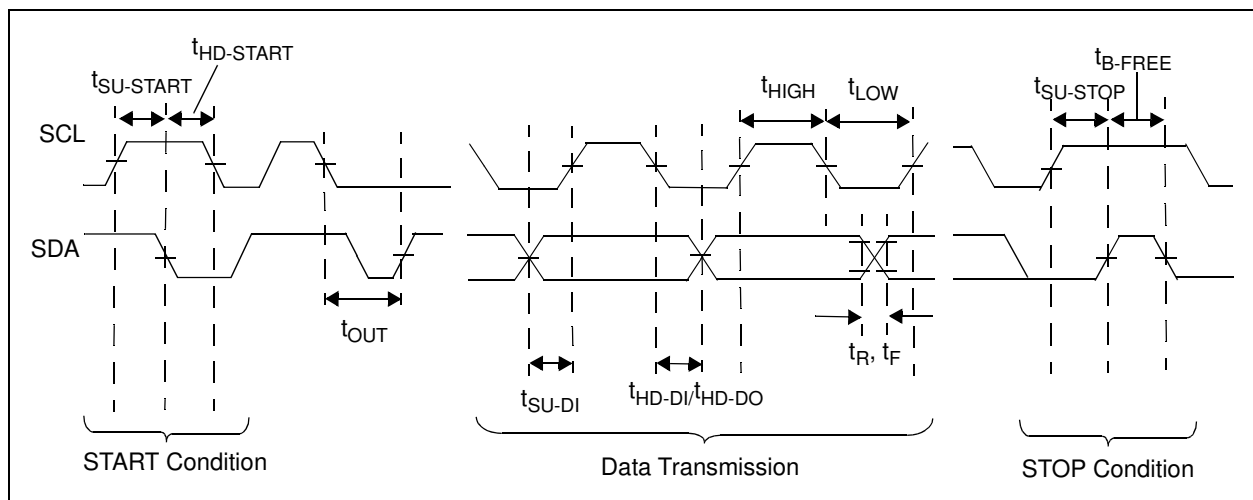 tHD-START
tSU-START
SCL
SDA
tOUT
START Condition
tHIGH
tLOW
tSU-DI
tHD-DI/tHD-DO
tR, tF
Data Transmission
tB-FREE
tSU-STOP
STOP Condition